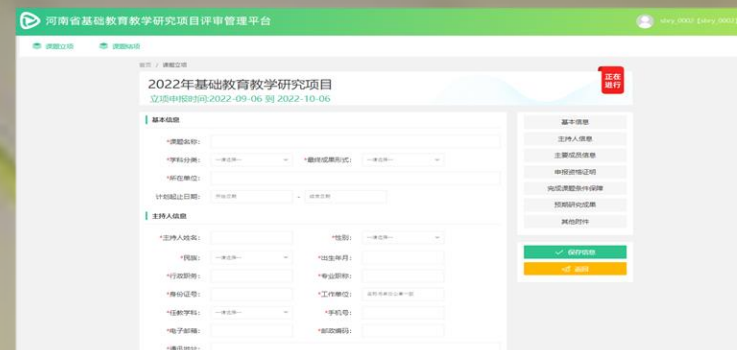 河南省基础教育教学研究项目评审管理平台
课题立项 课题结项
首页 / 课题立项
2022年基础教育教学研究项目
正在进行
立项申报时间:2022-09-06 到 2022-10-06
基本信息
*课题名称:
*学科分类: --请选择-- *最终成果形式: --请选择--
*所在单位:
计划起止日期: 开始日期 - 结束日期
主持人信息
*主持人姓名: *性别: --请选择--
*民族: --请选择-- *出生年月:
*行政职务: *专业职称:
*身份证号: *工作单位:
*任教学科: --请选择-- *手机号:
*电子邮箱: *邮政编码:
*通讯地址:
基本信息
主持人信息
主要成员信息
申报资格证明
完成课题条件保障
预期研究成果
其他附件
保存信息
返回